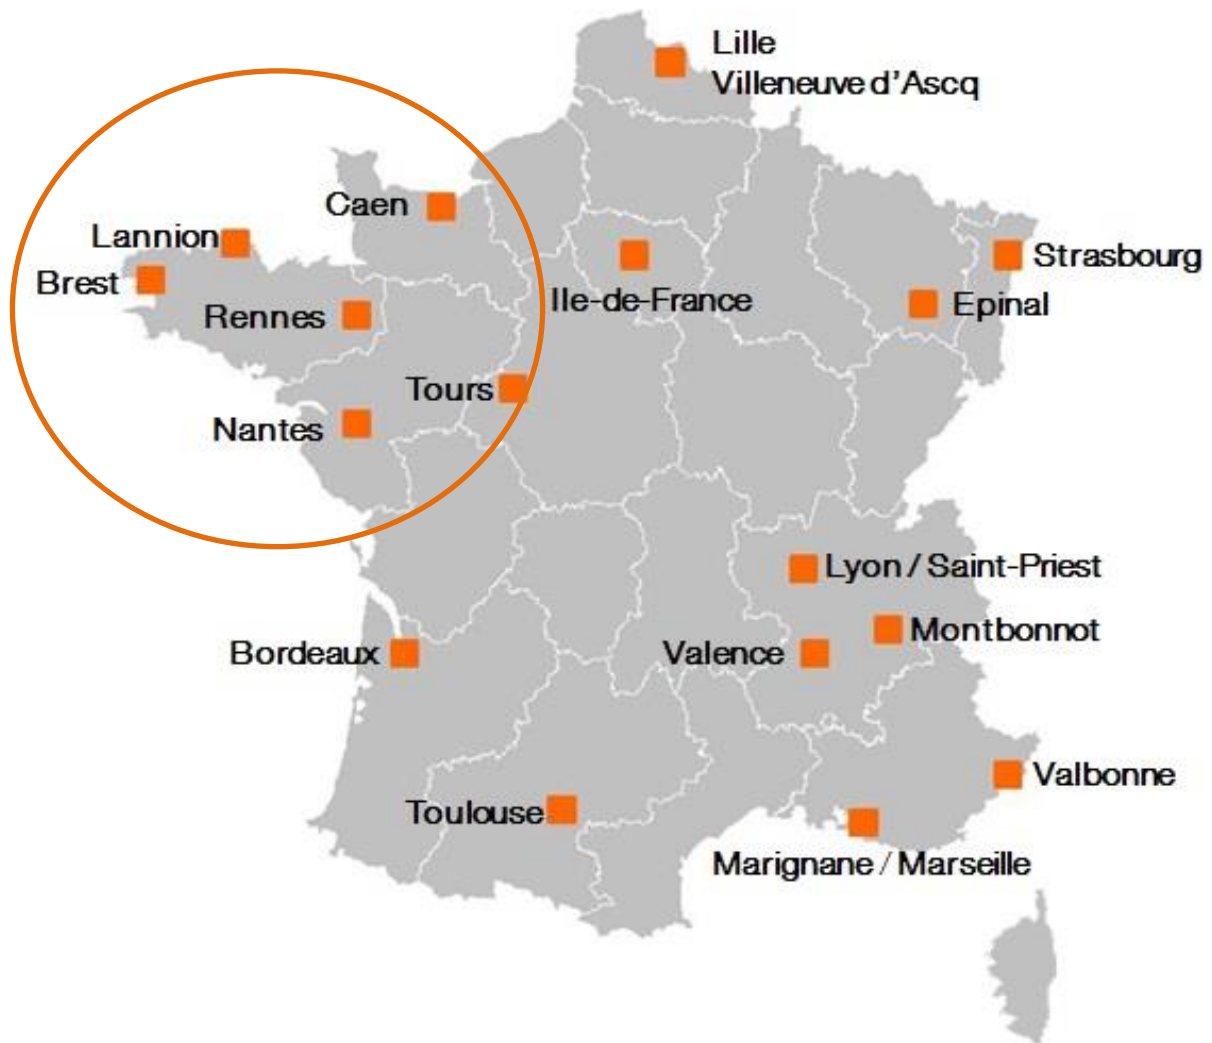 Lille
Villeneuve d'Ascq
Caen
Lannion
Brest
Rennes
Ile-de-France
Strasbourg
Epinal
Tours
Nantes
Lyon / Saint-Priest
Montbonnot
Bordeaux
Valence
Valbonne
Toulouse
Marignane / Marseille